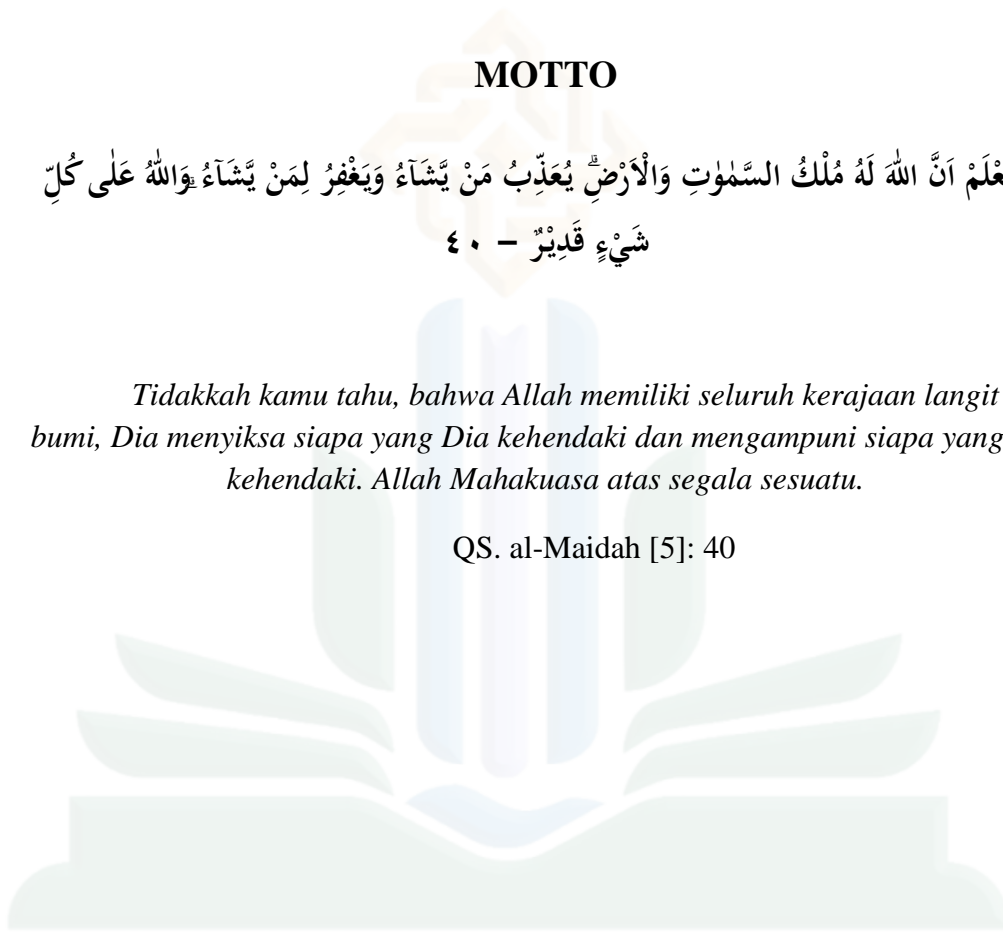 MOTTO
عْلَمْ اَنَّ اللّٰهَ لَهُ مُلْكُ السَّمٰوٰتِ وَالْاَرْضِۗ يُعَذِّبُ مَنْ يَّشَاۤءُ وَيَغْفِرُ لِمَنْ يَّشَاۤءُ ۗوَاللّٰهُ عَلٰى كُلِّ
شَيْءٍ قَدِيْرٌ – ٤٠
Tidakkah kamu tahu, bahwa Allah memiliki seluruh kerajaan langit
bumi, Dia menyiksa siapa yang Dia kehendaki dan mengampuni siapa yang
kehendaki. Allah Mahakuasa atas segala sesuatu.
QS. al-Maidah [5]: 40